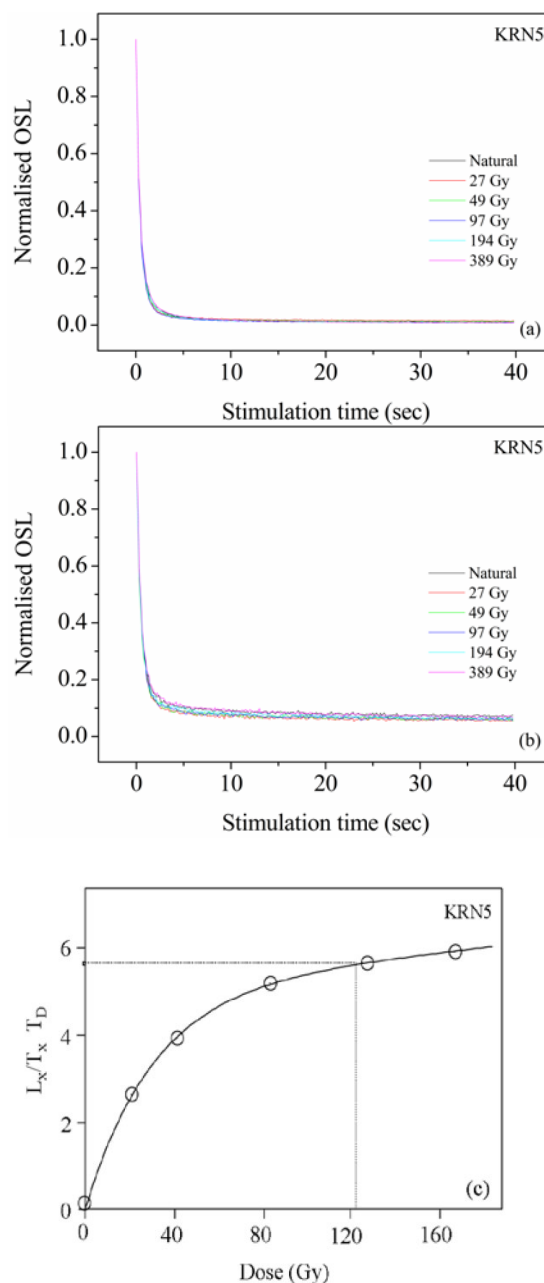 KRN5
1.0
0.8
0.6
0.4
0.2
0.0
Normalised OSL
Natural
27 Gy
49 Gy
97 Gy
194 Gy
389 Gy
(a)
0 10 20 30 40
Stimulation time (sec)
KRN5
1.0
0.8
0.6
0.4
0.2
0.0
Normalised OSL
Natural
27 Gy
49 Gy
97 Gy
194 Gy
389 Gy
(b)
0 10 20 30 40
Stimulation time (sec)
KRN5
6
4
2
0
Lx/Tx TD
(c)
0 40 80 120 160
Dose (Gy)